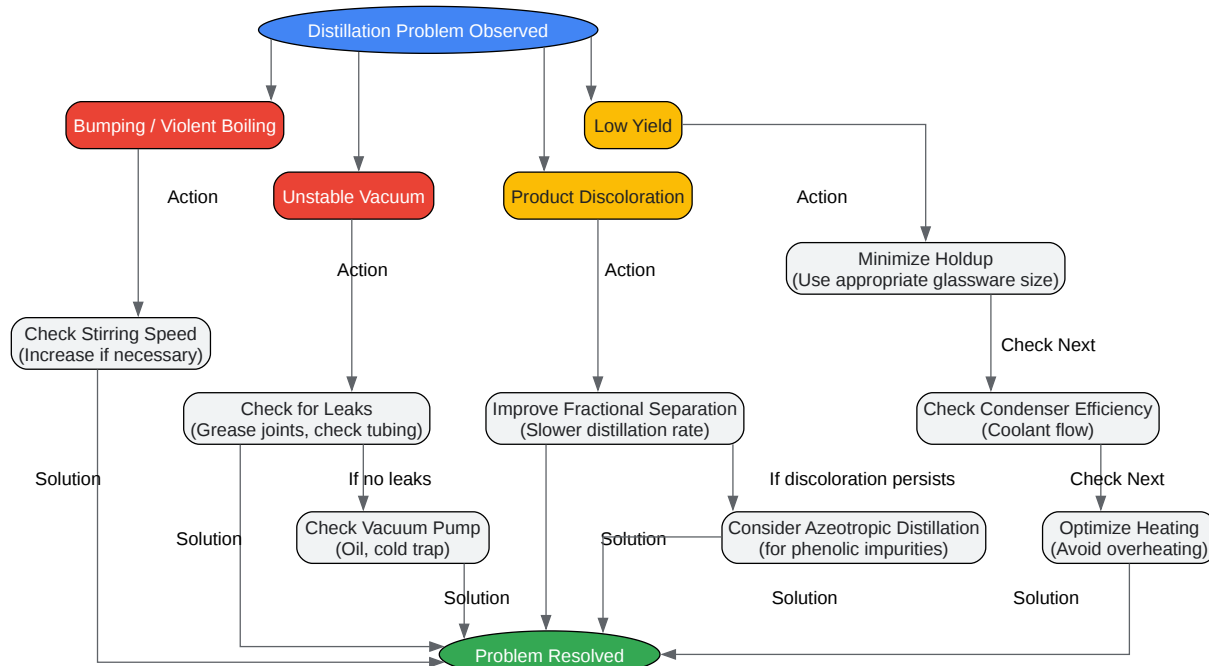 Distillation Problem Observed
Bumping / Violent Boiling
Low Yield
Action
Unstable Vacuum
Product Discoloration
Action
Action
Action
Minimize Holdup
(Use appropriate glassware size)
Check Stirring Speed
(Increase if necessary)
Check Next
Check for Leaks
(Grease joints, check tubing)
Improve Fractional Separation
(Slower distillation rate)
Check Condenser Efficiency
(Coolant flow)
Solution
If no leaks
If discoloration persists
Check Next
Solution
Check Vacuum Pump
(Oil, cold trap)
Solution
Consider Azeotropic Distillation
(for phenolic impurities)
Optimize Heating
(Avoid overheating)
Solution
Solution
Solution
Problem Resolved